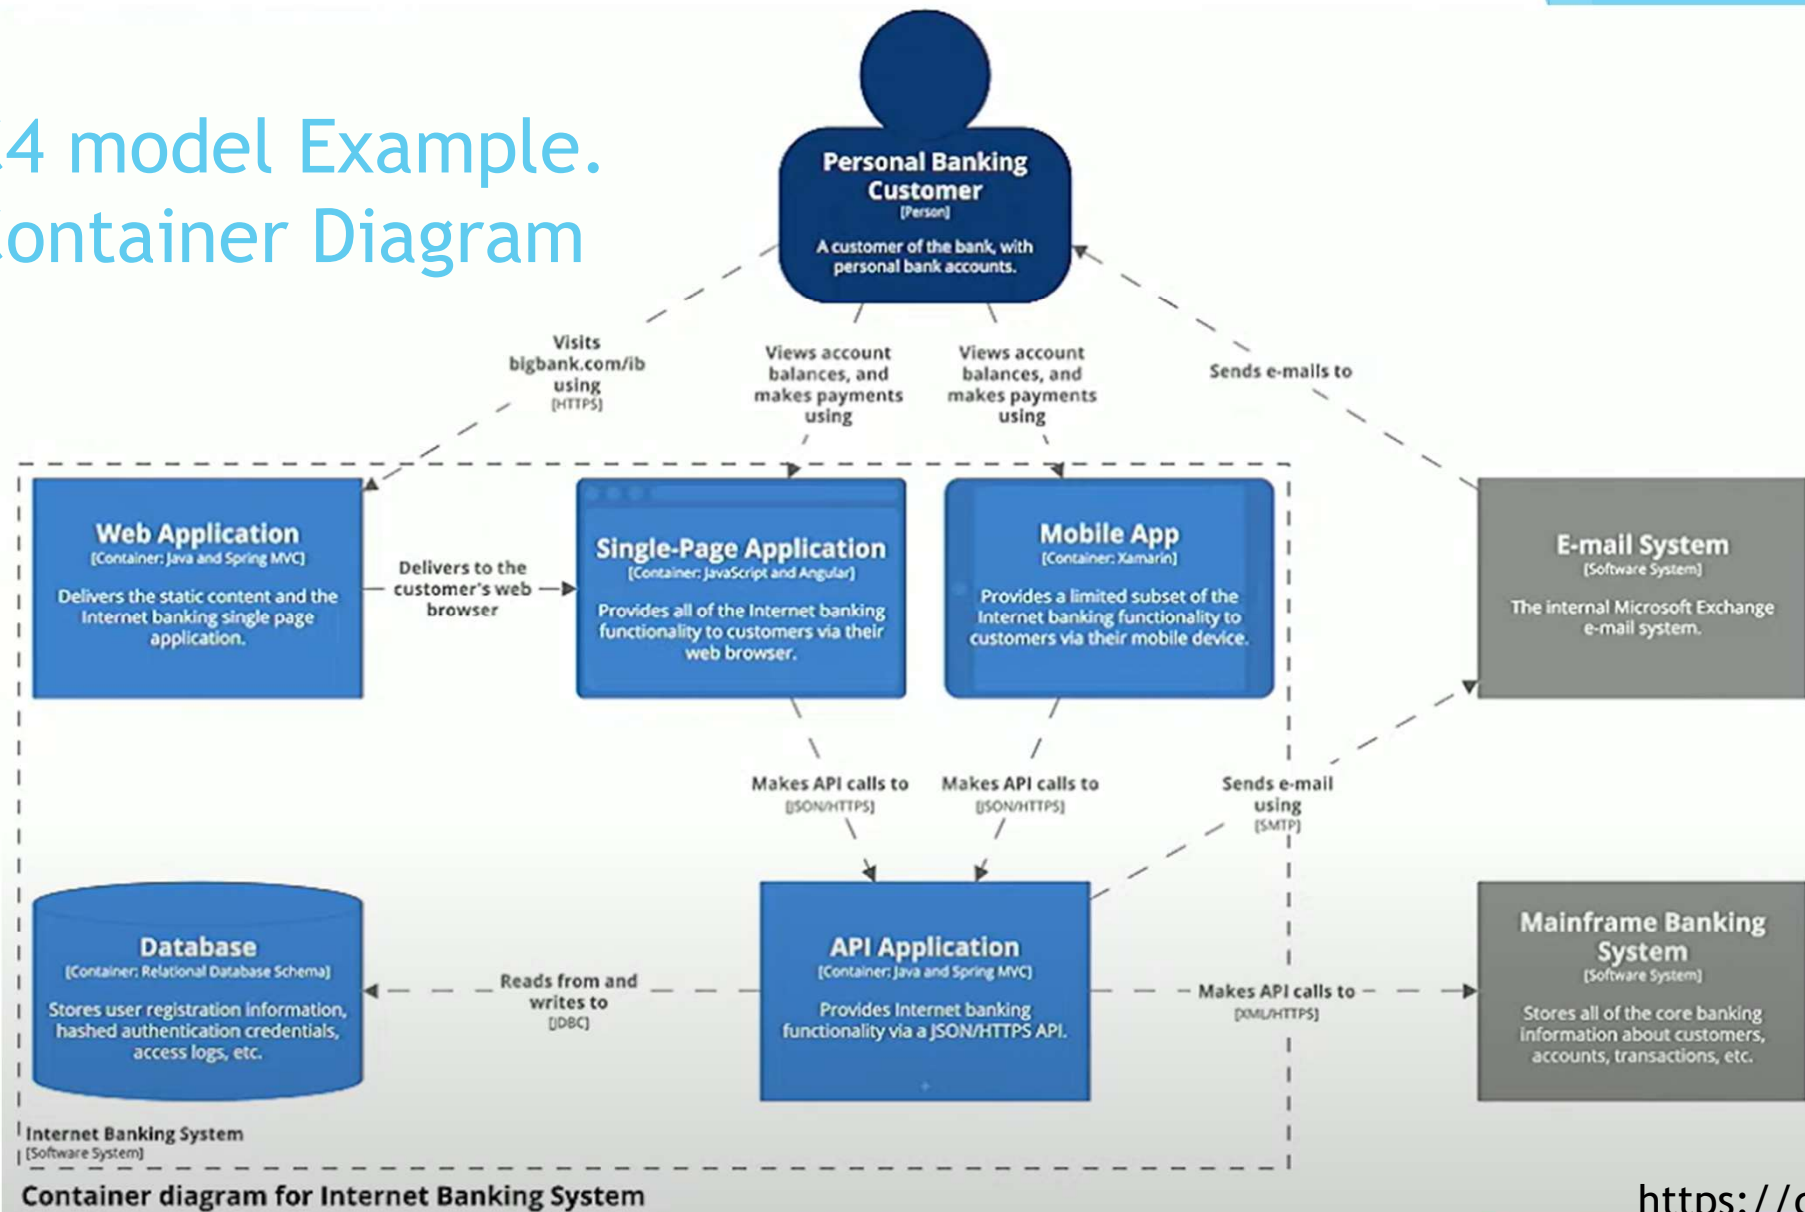 4 model Example.
ontainer Diagram
Personal Banking
Customer
[Person]
A customer of the bank, with
personal bank accounts.
Visits
bigbank.com/ib
using
[HTTPS]
Views account
balances, and
makes payments
using
Views account
balances, and
makes payments
using
Sends e-mails to
Web Application
[Container: Java and Spring MVC]
Delivers the static content and the
Internet banking single page
application.
Delivers to the
customer's web
browser
Single-Page Application
[Container: JavaScript and Angular]
Provides all of the Internet banking
functionality to customers via their
web browser.
Mobile App
[Container: Xamarin]
Provides a limited subset of the
Internet banking functionality to
customers via their mobile device.
E-mail System
[Software System]
The internal Microsoft Exchange
e-mail system.
Makes API calls to
[JSON/HTTPS]
Makes API calls to
[JSON/HTTPS]
Sends e-mail
using
[SMTP]
Database
[Container: Relational Database Schema]
Stores user registration information,
hashed authentication credentials,
access logs, etc.
Reads from and
writes to
[JDBC]
API Application
[Container: Java and Spring MVC]
Provides Internet banking
functionality via a JSON/HTTPS API.
Makes API calls to
[XML/HTTPS]
Mainframe Banking
System
[Software System]
Stores all of the core banking
information about customers,
accounts, transactions, etc.
Internet Banking System
[Software System]
Container diagram for Internet Banking System
https://